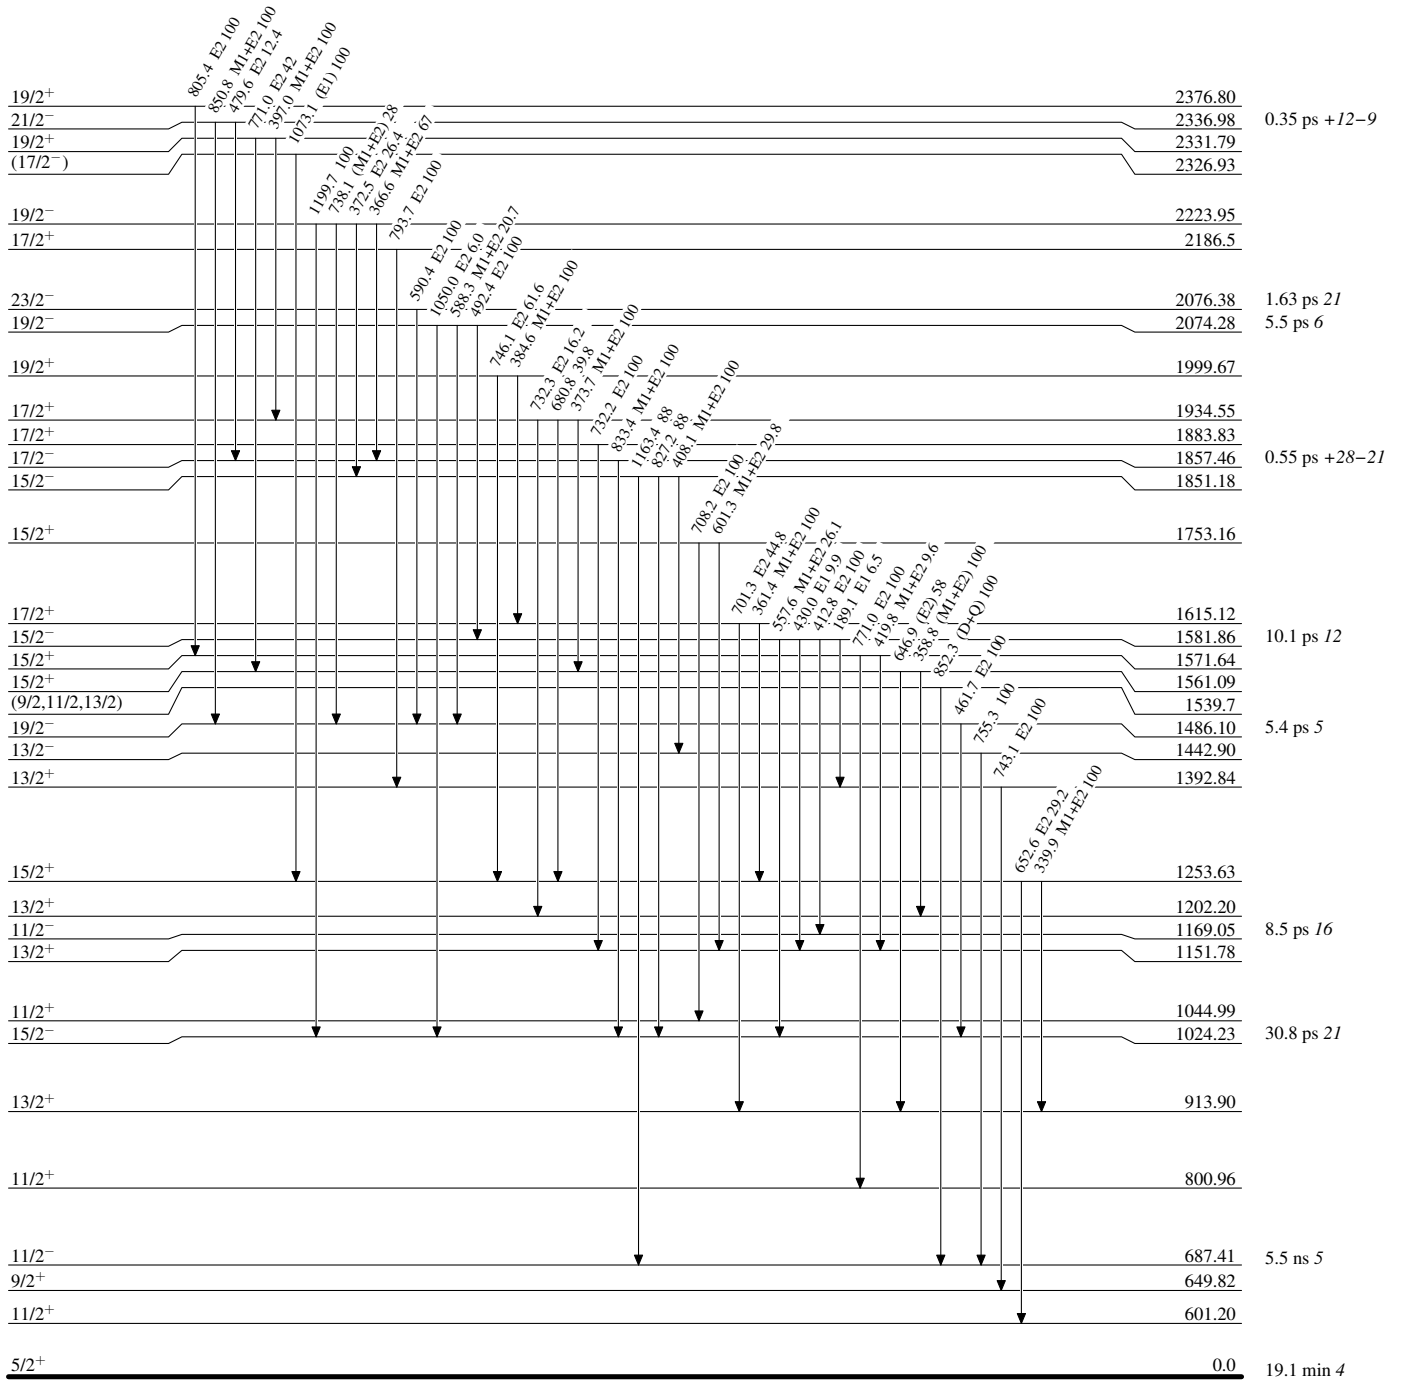 805.4 E2 100
850.8 M1+E2 100
479.6 E2 12.4
771.0 E2 42
397.0 M1+E2 100
1073.1 (E1) 100
1199.7 100
738.1 (M1+E2) 28
372.5 E2 26.4
366.6 M1+E2 67
793.7 E2 100
590.4 E2 100
1050.0 E2 6.0
588.3 M1+E2 20.7
492.4 E2 100
746.1 E2 61.6
384.6 M1+E2 100
732.3 E2 16.2
680.8 39.8
373.7 M1+E2 100
732.2 E2 100
833.4 M1+E2 100
1163.4 88
827.2 88
408.1 M1+E2 100
708.2 E2 100
601.3 M1+E2 29.8
701.3 E2 44.8
361.4 M1+E2 100
557.6 M1+E2 26.1
430.0 E1 9.9
412.8 E2 100
189.1 E1 6.5
771.0 E2 100
419.8 M1+E2 9.6
646.9 (E2) 58
358.8 (M1+E2) 100
852.3 (D+Q) 100
461.7 E2 100
755.3 100
743.1 E2 100
652.6 E2 29.2
339.9 M1+E2 100
19/2+ 2376.80
21/2− 2336.98 0.35 ps +12−9
19/2+ 2331.79
(17/2−) 2326.93
19/2− 2223.95
17/2+ 2186.5
23/2− 2076.38 1.63 ps 21
19/2− 2074.28 5.5 ps 6
19/2+ 1999.67
17/2+ 1934.55
17/2+ 1883.83
17/2− 1857.46 0.55 ps +28−21
15/2− 1851.18
15/2+ 1753.16
17/2+ 1615.12
15/2− 1581.86 10.1 ps 12
15/2+ 1571.64
15/2+ 1561.09
(9/2,11/2,13/2) 1539.7
19/2− 1486.10 5.4 ps 5
13/2− 1442.90
13/2+ 1392.84
15/2+ 1253.63
13/2+ 1202.20
11/2− 1169.05 8.5 ps 16
13/2+ 1151.78
11/2+ 1044.99
15/2− 1024.23 30.8 ps 21
13/2+ 913.90
11/2+ 800.96
11/2− 687.41 5.5 ns 5
9/2+ 649.82
11/2+ 601.20
5/2+ 0.0 19.1 min 4